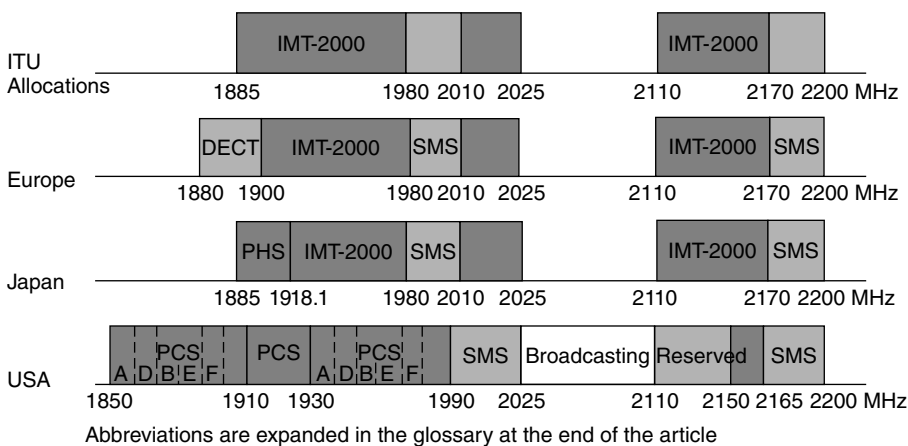 IMT-2000 IMT-2000
ITU
Allocations
1885 1980 2010 2025 2110 2170 2200 MHz
DECT IMT-2000 SMS IMT-2000 SMS
Europe
1880 1900 1980 2010 2025 2110 2170 2200 MHz
PHS IMT-2000 SMS IMT-2000 SMS
Japan
1885 1918.1 1980 2010 2025 2110 2170 2200 MHz
PCS PCS PCS SMS Broadcasting Reserved SMS
A D B E F A D B E F
USA
1850 1910 1930 1990 2025 2110 2150 2165 2200 MHz
Abbreviations are expanded in the glossary at the end of the article